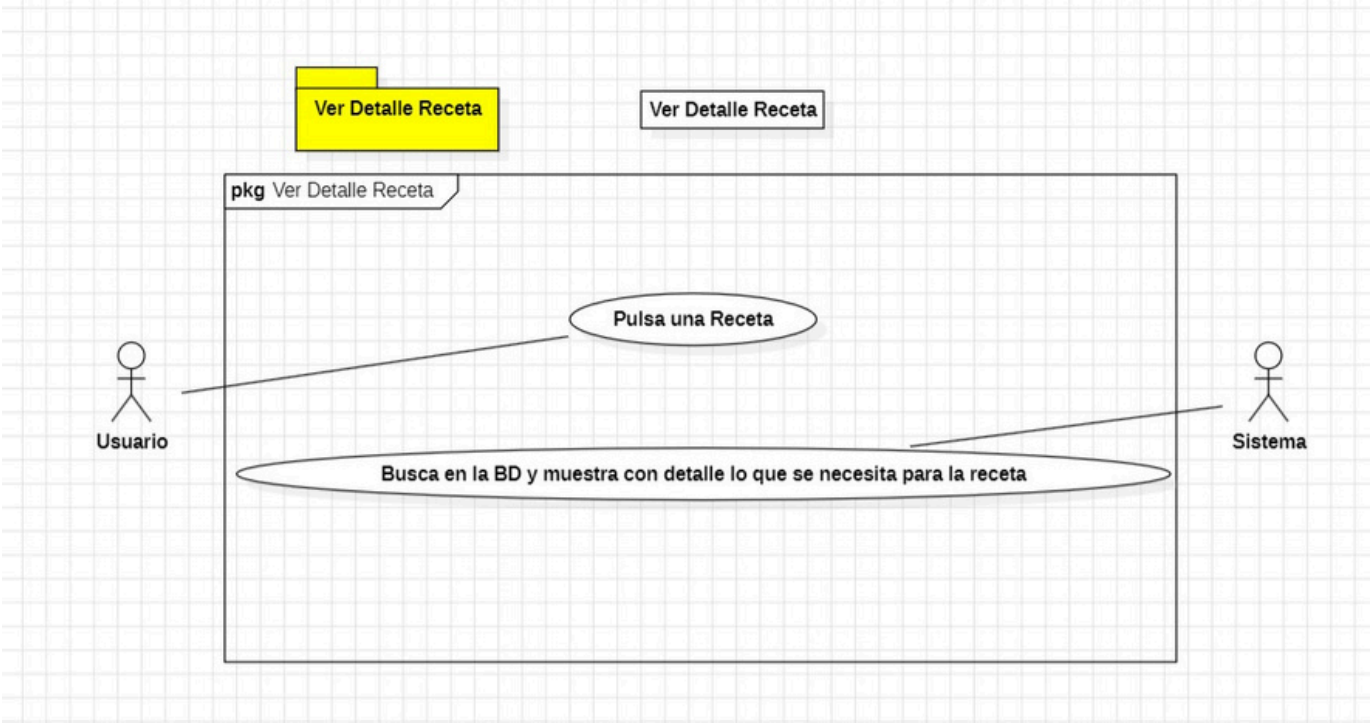 Ver Detalle Receta
Ver Detalle Receta
pkg Ver Detalle Receta
Pulsa una Receta
Usuario
Sistema
Busca en la BD y muestra con detalle lo que se necesita para la receta